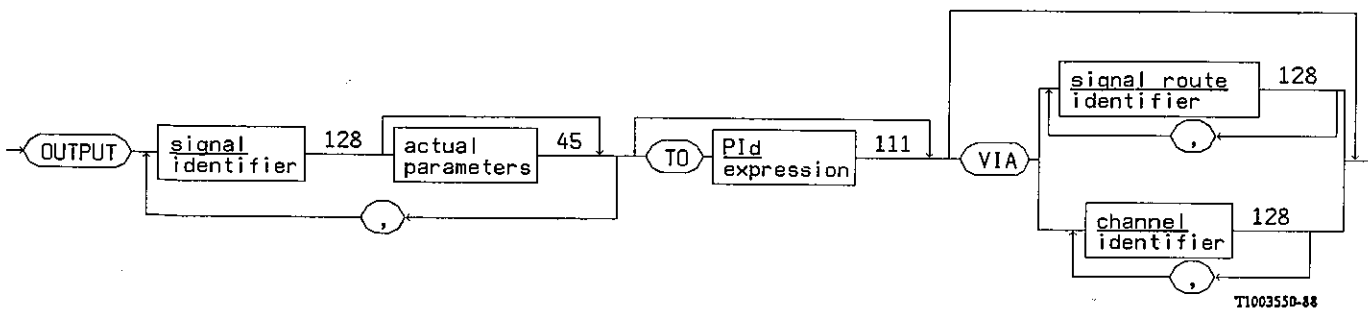 OUTPUT
signal
identifier
128
actual
parameters
45
,
TO
PId
expression
111
VIA
signal route
identifier
128
,
channel
identifier
128
,
T1003550-88